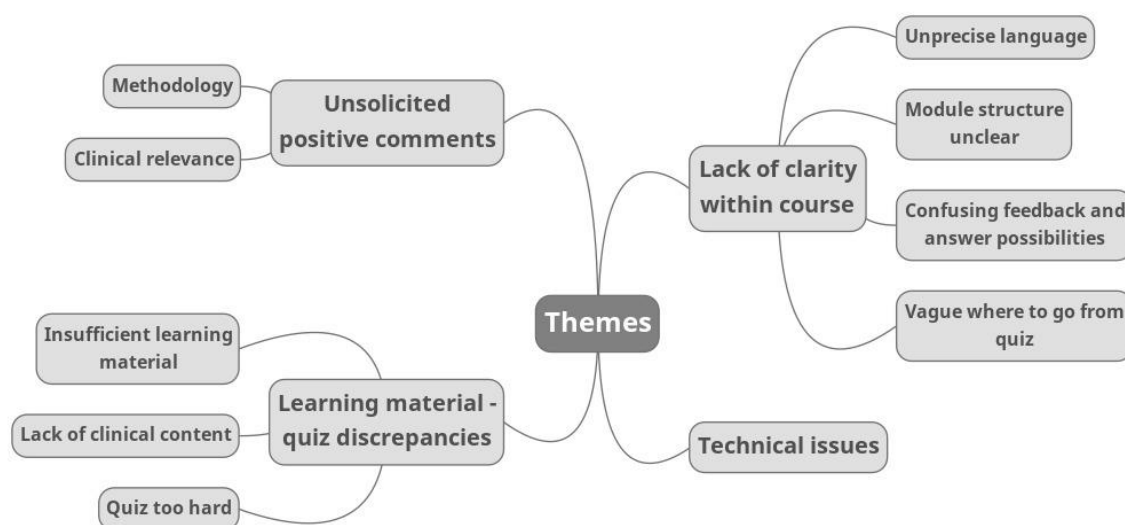 Methodology
Unsolicited
positive comments
Clinical relevance
Unprecise language
Module structure
unclear
Lack of clarity
within course
Confusing feedback and
answer possibilities
Vague where to go from
quiz
Themes
Insufficient learning
material
Learning material -
quiz discrepancies
Lack of clinical content
Quiz too hard
Technical issues